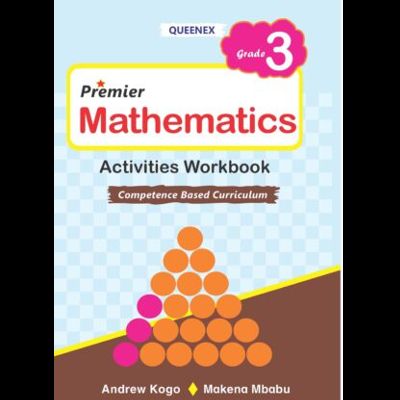 QUEENEX
Grade 3
Premier
Mathematics
Activities Workbook
Competence Based Curriculum
Andrew Kogo Makena Mbabu